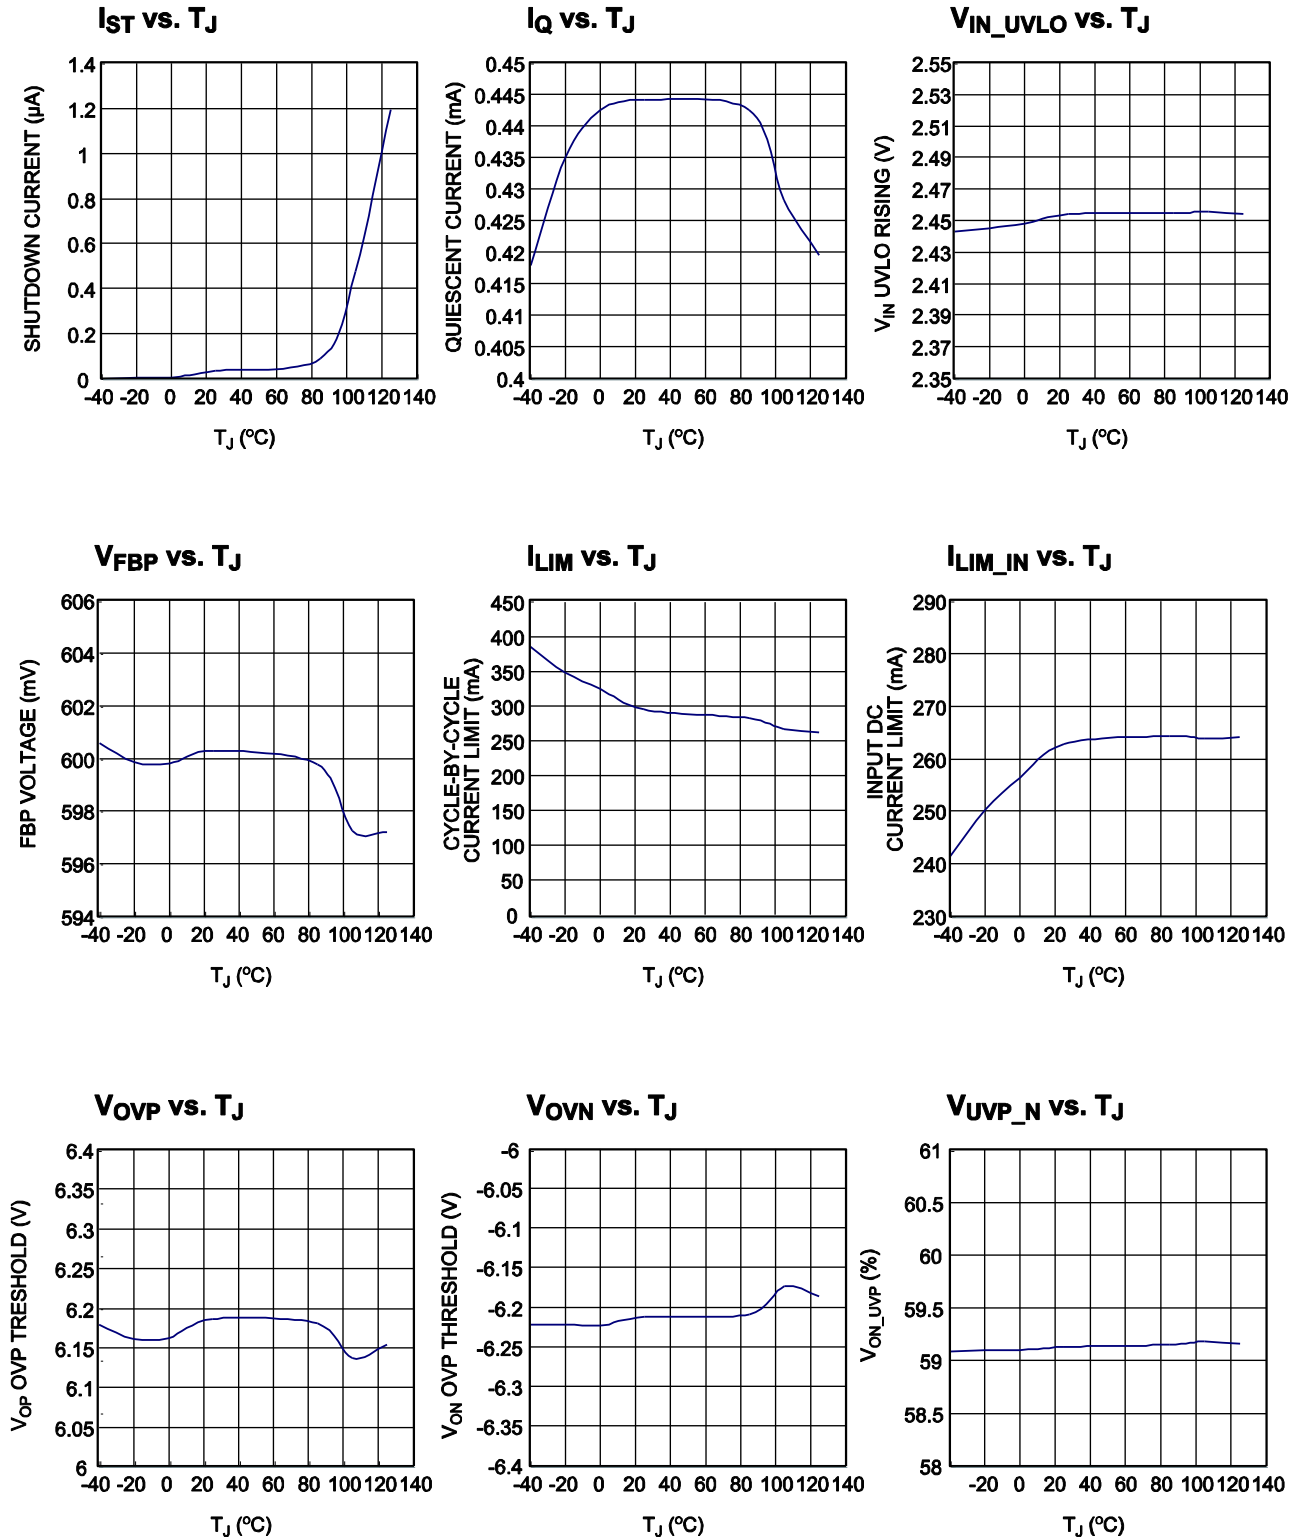 IST vs. TJ
SHUTDOWN CURRENT (µA)
1.4
1.2
1
0.8
0.6
0.4
0.2
0
-40 -20 0 20 40 60 80 100 120 140
TJ (ºC)
IQ vs. TJ
QUIESCENT CURRENT (mA)
0.45
0.445
0.44
0.435
0.43
0.425
0.42
0.415
0.41
0.405
0.4
-40 -20 0 20 40 60 80 100 120 140
TJ (ºC)
VIN_UVLO vs. TJ
VIN UVLO RISING (V)
2.55
2.53
2.51
2.49
2.47
2.45
2.43
2.41
2.39
2.37
2.35
-40 -20 0 20 40 60 80 100 120 140
TJ (ºC)
VFBP vs. TJ
FBP VOLTAGE (mV)
606
604
602
600
598
596
594
-40 -20 0 20 40 60 80 100 120 140
TJ (ºC)
ILIM vs. TJ
CYCLE-BY-CYCLE
CURRENT LIMIT (mA)
450
400
350
300
250
200
150
100
50
0
-40 -20 0 20 40 60 80 100 120 140
TJ (ºC)
ILIM_IN vs. TJ
INPUT DC
CURRENT LIMIT (mA)
290
280
270
260
250
240
230
-40 -20 0 20 40 60 80 100 120 140
TJ (ºC)
VOVP vs. TJ
VOP OVP TRESHOLD (V)
6.4
6.35
6.3
6.25
6.2
6.15
6.1
6.05
6
-40 -20 0 20 40 60 80 100 120 140
TJ (ºC)
VOVN vs. TJ
VON OVP THRESHOLD (V)
-6
-6.05
-6.1
-6.15
-6.2
-6.25
-6.3
-6.35
-6.4
-40 -20 0 20 40 60 80 100 120 140
TJ (ºC)
VUVP_N vs. TJ
VON_UVP (%)
61
60.5
60
59.5
59
58.5
58
-40 -20 0 20 40 60 80 100 120 140
TJ (ºC)